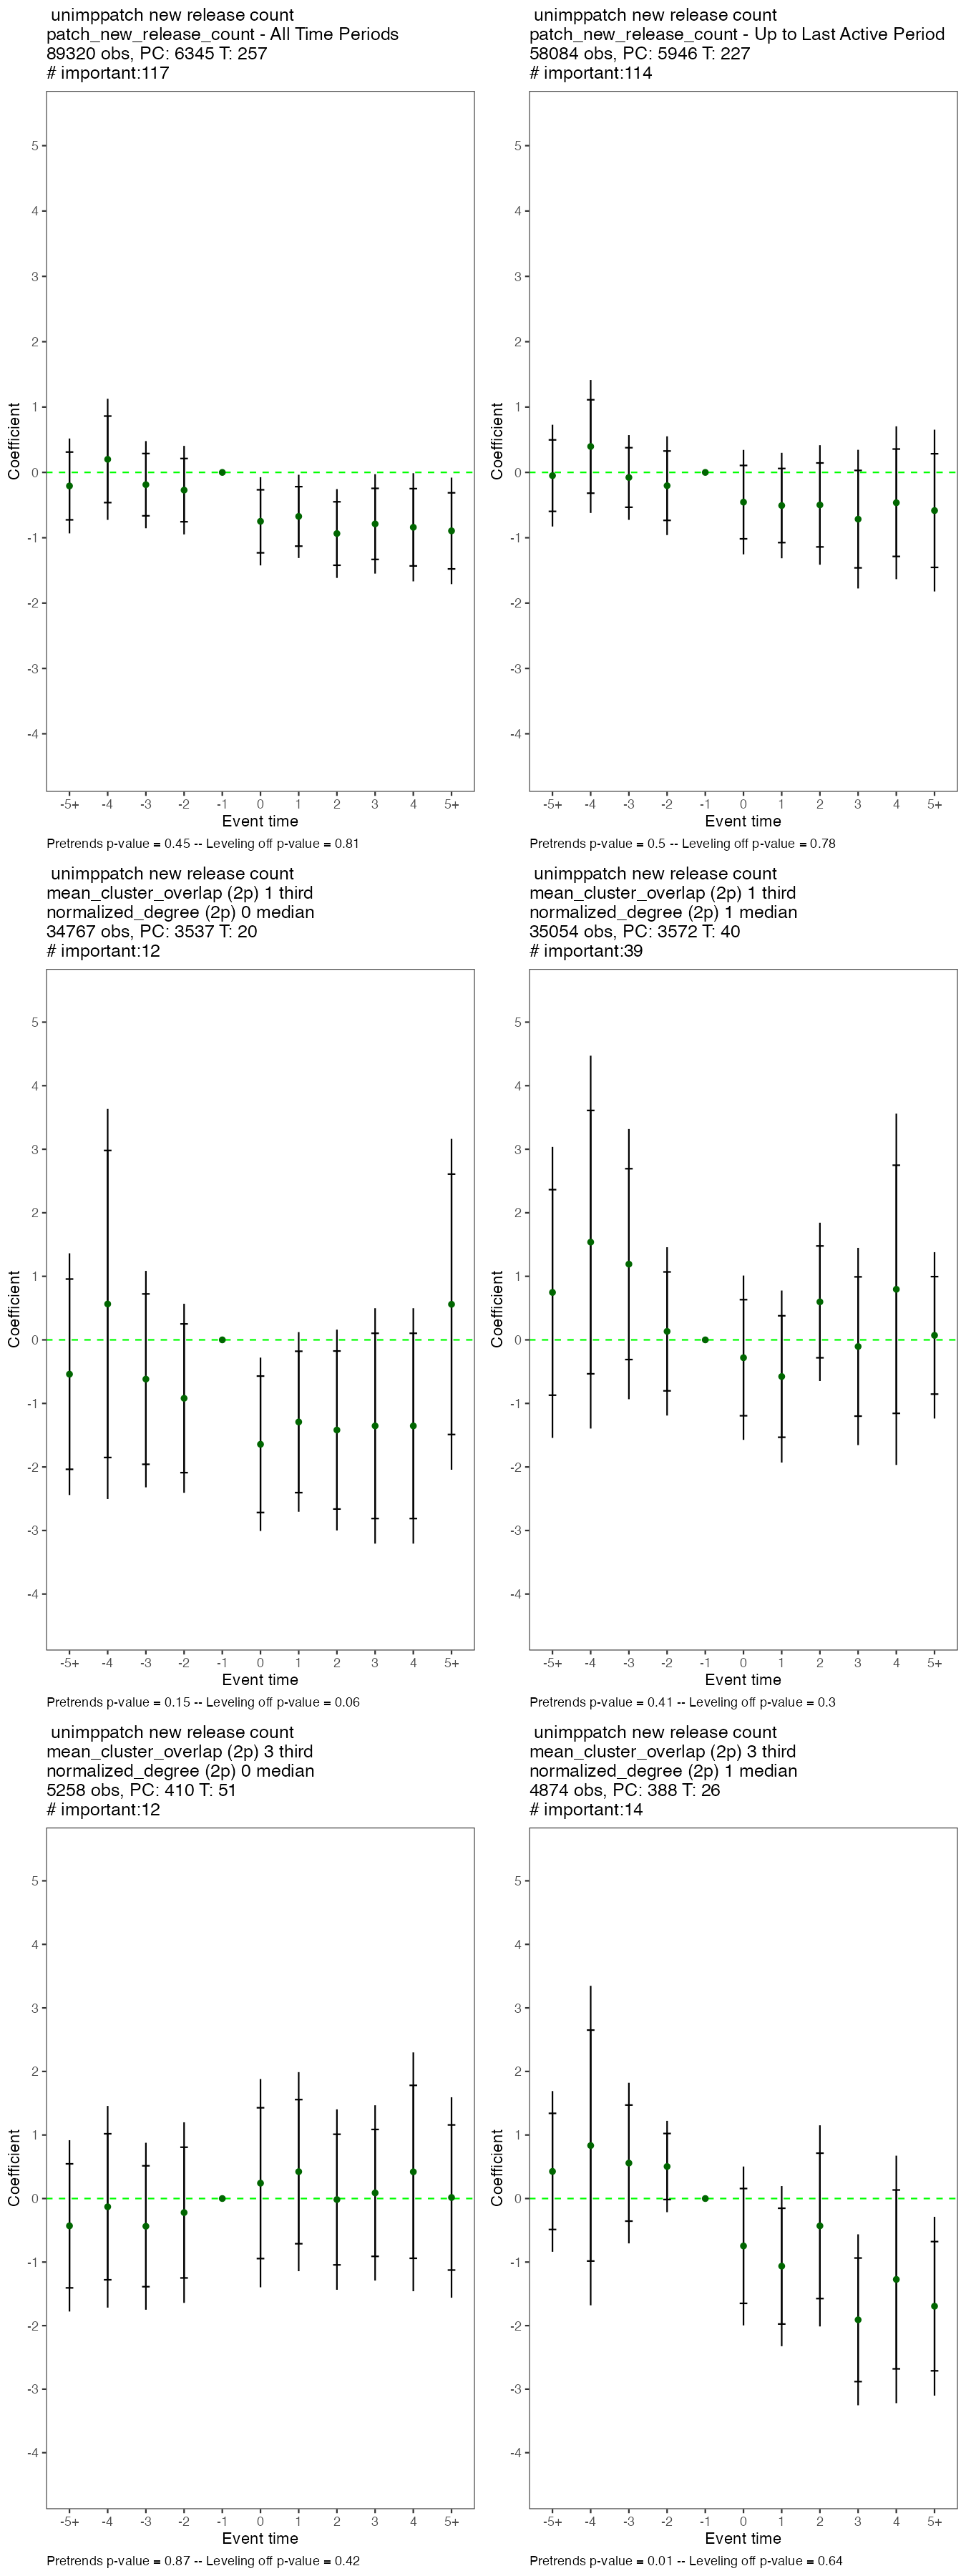 unimppatch new release count
patch_new_release_count - All Time Periods
89320 obs, PC: 6345 T: 257
# important:117
Coefficient
5
4
3
2
1
0
-1
-2
-3
-4
-5+ -4 -3 -2 -1 0 1 2 3 4 5+
Event time
Pretrends p-value = 0.45 -- Leveling off p-value = 0.81
unimppatch new release count
patch_new_release_count - Up to Last Active Period
58084 obs, PC: 5946 T: 227
# important:114
Coefficient
5
4
3
2
1
0
-1
-2
-3
-4
-5+ -4 -3 -2 -1 0 1 2 3 4 5+
Event time
Pretrends p-value = 0.5 -- Leveling off p-value = 0.78
unimppatch new release count
mean_cluster_overlap (2p) 1 third
normalized_degree (2p) 0 median
34767 obs, PC: 3537 T: 20
# important:12
Coefficient
5
4
3
2
1
0
-1
-2
-3
-4
-5+ -4 -3 -2 -1 0 1 2 3 4 5+
Event time
Pretrends p-value = 0.15 -- Leveling off p-value = 0.06
unimppatch new release count
mean_cluster_overlap (2p) 1 third
normalized_degree (2p) 1 median
35054 obs, PC: 3572 T: 40
# important:39
Coefficient
5
4
3
2
1
0
-1
-2
-3
-4
-5+ -4 -3 -2 -1 0 1 2 3 4 5+
Event time
Pretrends p-value = 0.41 -- Leveling off p-value = 0.3
unimppatch new release count
mean_cluster_overlap (2p) 3 third
normalized_degree (2p) 0 median
5258 obs, PC: 410 T: 51
# important:12
Coefficient
5
4
3
2
1
0
-1
-2
-3
-4
-5+ -4 -3 -2 -1 0 1 2 3 4 5+
Event time
Pretrends p-value = 0.87 -- Leveling off p-value = 0.42
unimppatch new release count
mean_cluster_overlap (2p) 3 third
normalized_degree (2p) 1 median
4874 obs, PC: 388 T: 26
# important:14
Coefficient
5
4
3
2
1
0
-1
-2
-3
-4
-5+ -4 -3 -2 -1 0 1 2 3 4 5+
Event time
Pretrends p-value = 0.01 -- Leveling off p-value = 0.64